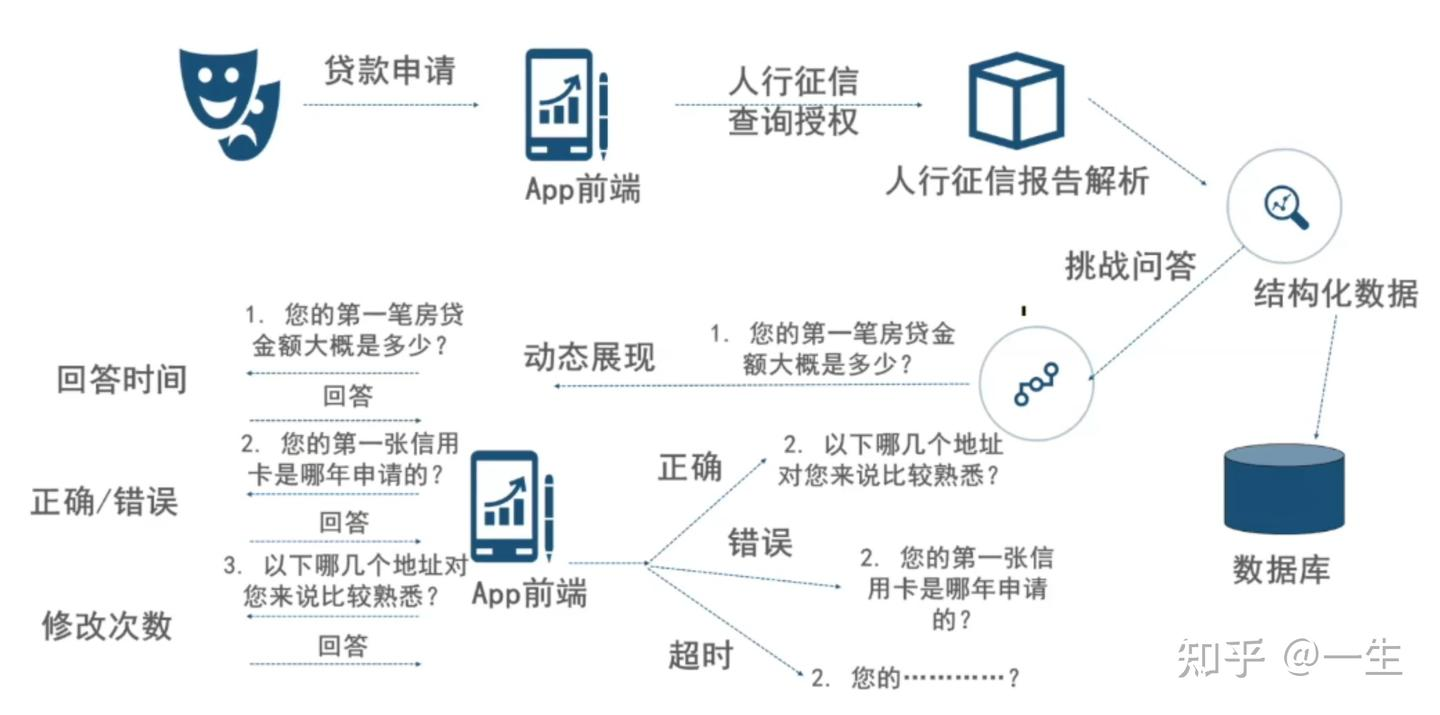 贷款申请
人行征信
查询授权
App前端
人行征信报告解析
挑战问答
结构化数据
1. 您的第一笔房贷
金额大概是多少?
动态展现
1. 您的第一笔房贷金
额大概是多少?
回答时间
回答
2. 您的第一张信用
卡是哪年申请的?
正确
2. 以下哪几个地址
对您来说比较熟悉?
正确/错误
回答
错误
3. 以下哪几个地址对
您来说比较熟悉?
App前端
2. 您的第一张信
用卡是哪年申请
的?
数据库
修改次数
回答
超时
2. 您的…………?
知乎 @一生